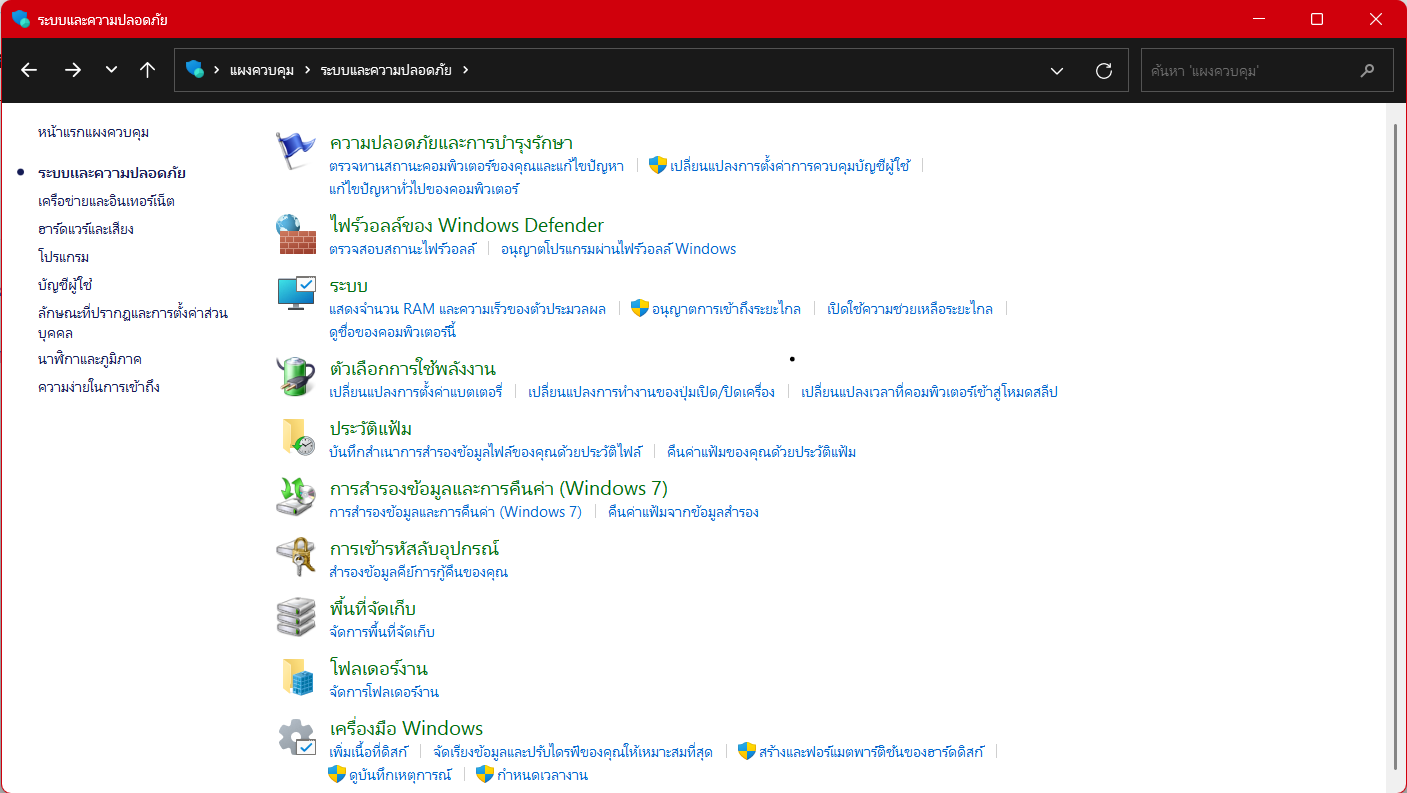 ระบบและความปลอดภัย
แผงควบคุม ระบบและความปลอดภัย
ค้นหา 'แผงควบคุม'
หน้าแรกแผงควบคุม
ระบบและความปลอดภัย
เครือข่ายและอินเทอร์เน็ต
ฮาร์ดแวร์และเสียง
โปรแกรม
บัญชีผู้ใช้
ลักษณะที่ปรากฏและการตั้งค่าส่วน
บุคคล
นาฬิกาและภูมิภาค
ความง่ายในการเข้าถึง
ความปลอดภัยและการบำรุงรักษา
ตรวจทานสถานะคอมพิวเตอร์ของคุณและแก้ไขปัญหา เปลี่ยนแปลงการตั้งค่าการควบคุมบัญชีผู้ใช้
แก้ไขปัญหาทั่วไปของคอมพิวเตอร์
ไฟร์วอลล์ของ Windows Defender
ตรวจสอบสถานะไฟร์วอลล์ อนุญาตโปรแกรมผ่านไฟร์วอลล์ Windows
ระบบ
แสดงจำนวน RAM และความเร็วของตัวประมวลผล อนุญาตการเข้าถึงระยะไกล เปิดใช้ความช่วยเหลือระยะไกล
ดูชื่อของคอมพิวเตอร์นี้
ตัวเลือกการใช้พลังงาน
เปลี่ยนแปลงการตั้งค่าแบตเตอรี่ เปลี่ยนแปลงการทำงานของปุ่มเปิด/ปิดเครื่อง เปลี่ยนแปลงเวลาที่คอมพิวเตอร์เข้าสู่โหมดสลีป
ประวัติแฟ้ม
บันทึกสำเนาการสำรองข้อมูลไฟล์ของคุณด้วยประวัติไฟล์ คืนค่าแฟ้มของคุณด้วยประวัติแฟ้ม
การสำรองข้อมูลและการคืนค่า (Windows 7)
การสำรองข้อมูลและการคืนค่า (Windows 7) คืนค่าแฟ้มจากข้อมูลสำรอง
การเข้ารหัสลับอุปกรณ์
สำรองข้อมูลคีย์การกู้คืนของคุณ
พื้นที่จัดเก็บ
จัดการพื้นที่จัดเก็บ
โฟลเดอร์งาน
จัดการโฟลเดอร์งาน
เครื่องมือ Windows
เพิ่มเนื้อที่ดิสก์ จัดเรียงข้อมูลและปรับไดรฟ์ของคุณให้เหมาะสมที่สุด สร้างและฟอร์แมตพาร์ติชันของฮาร์ดดิสก์
ดูบันทึกเหตุการณ์ กำหนดเวลางาน